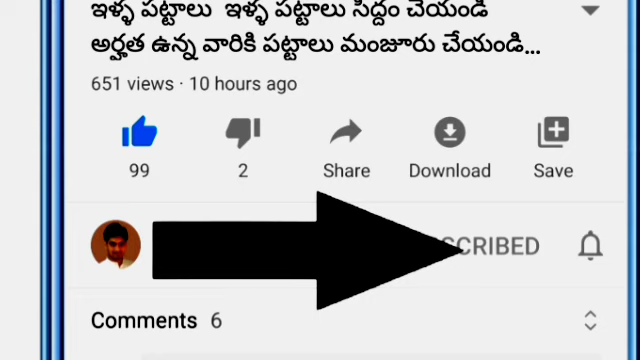 ఇళ్ళ పట్టాలు ఇళ్ళ పట్టాలు సిద్దం చేయండి
అర్హత ఉన్న వారికి పట్టాలు మంజూరు చేయండి...
651 views · 10 hours ago
99
2
Share
Download
Save
CRIBED
Comments 6